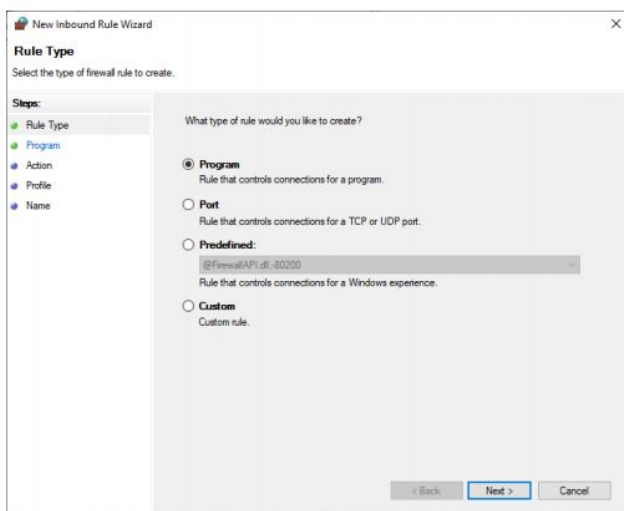 New Inbound Rule Wizard
Rule Type
Select the type of firewall rule to create.
Steps:
Rule Type
Program
Action
Profile
Name
What type of rule would you like to create?
Program
Rule that controls connections for a program.
Port
Rule that controls connections for a TCP or UDP port.
Predefined:
@FirewallAPI.dll,-80200
Rule that controls connections for a Windows experience.
Custom
Custom rule.
< Back
Next >
Cancel